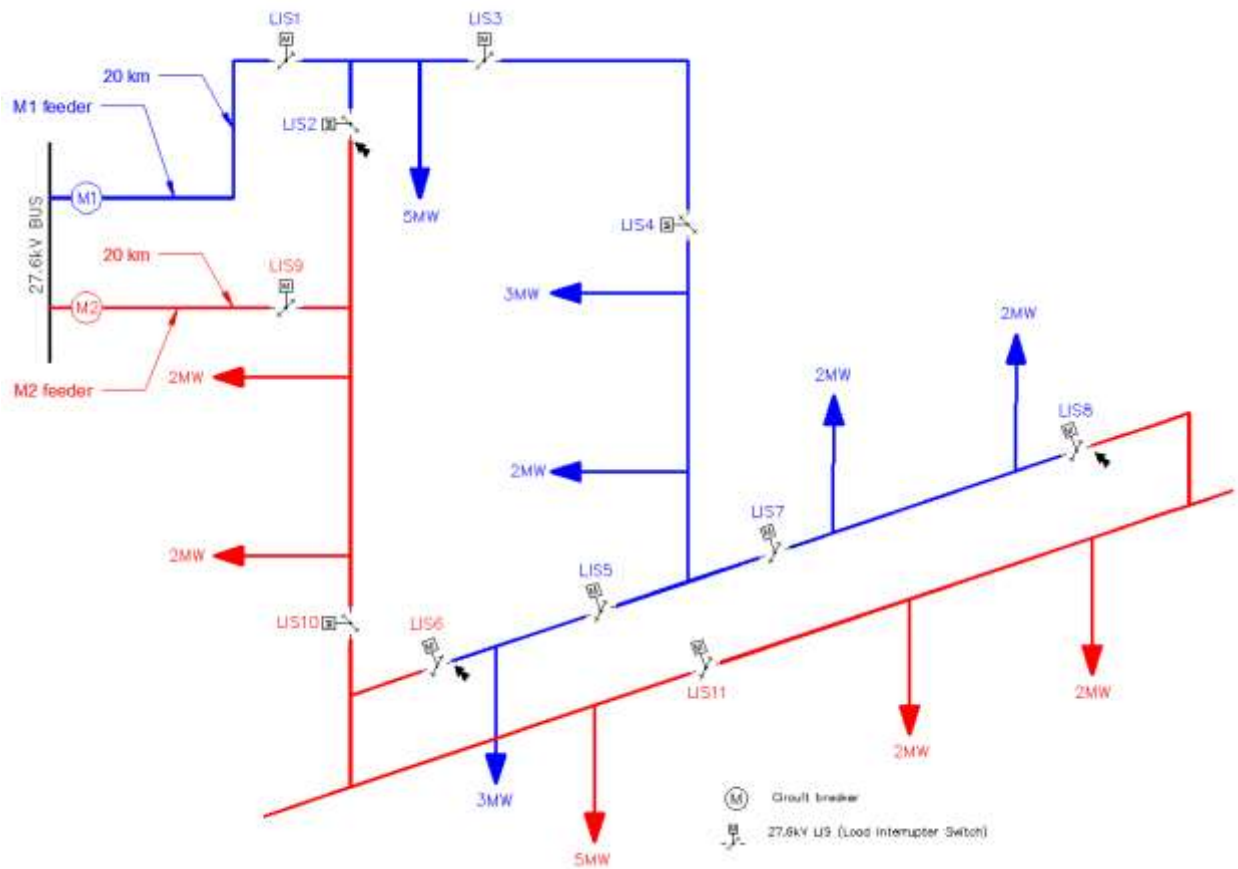 LIS1
LIS3
20 km
M1 feeder
LIS2
M1
5MW
LIS4
27.6kV BUS
20 km
LIS9
3MW
M2
2MW
2MW
2MW
M2 feeder
LIS8
2MW
LIS7
2MW
LIS5
LIS10
LIS6
LIS11
2MW
2MW
3MW
5MW
M Circuit breaker
M 27.6kV LIS (Load Interrupter Switch)